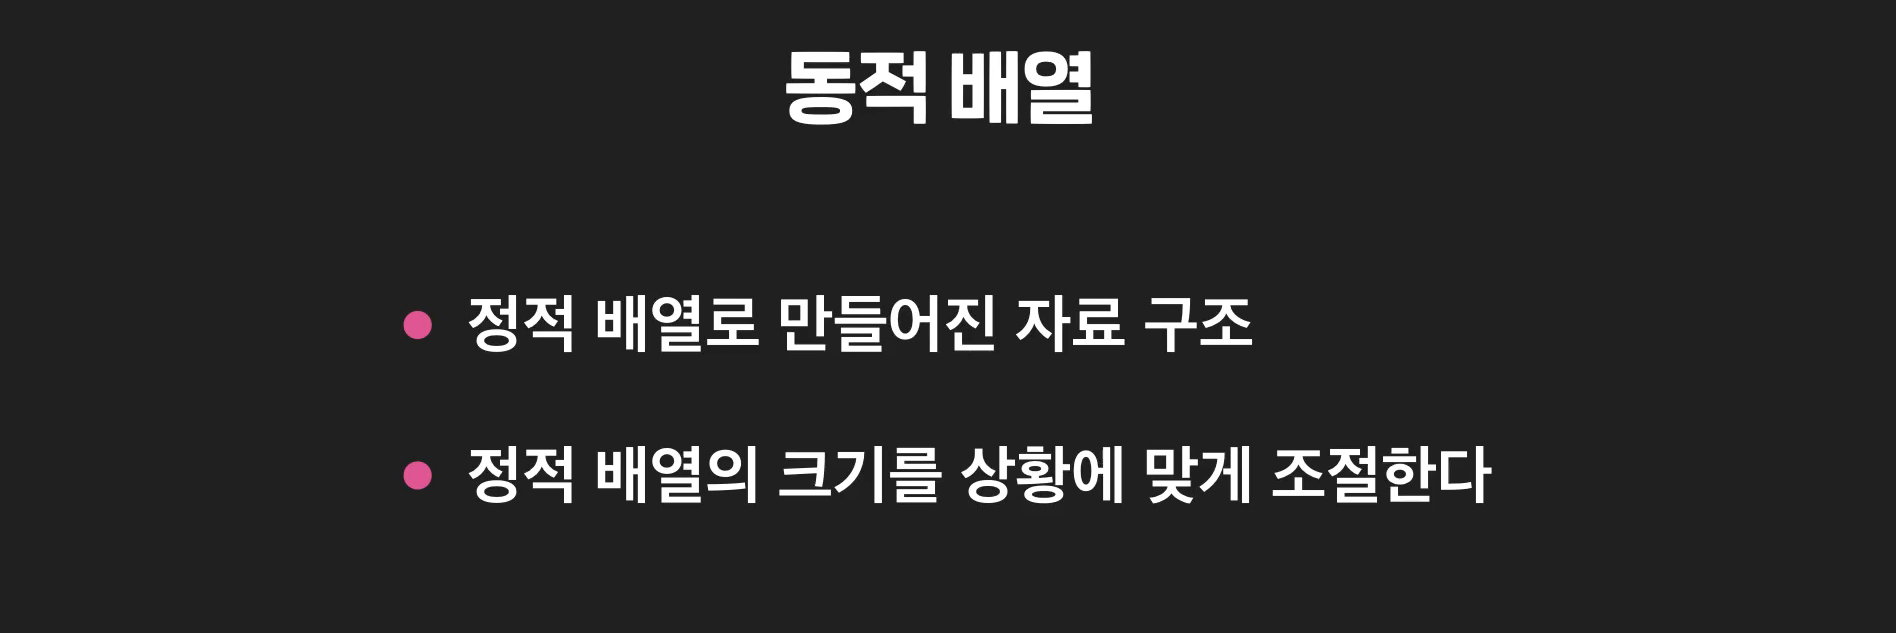 동적 배열
정적 배열로 만들어진 자료 구조
정적 배열의 크기를 상황에 맞게 조절한다